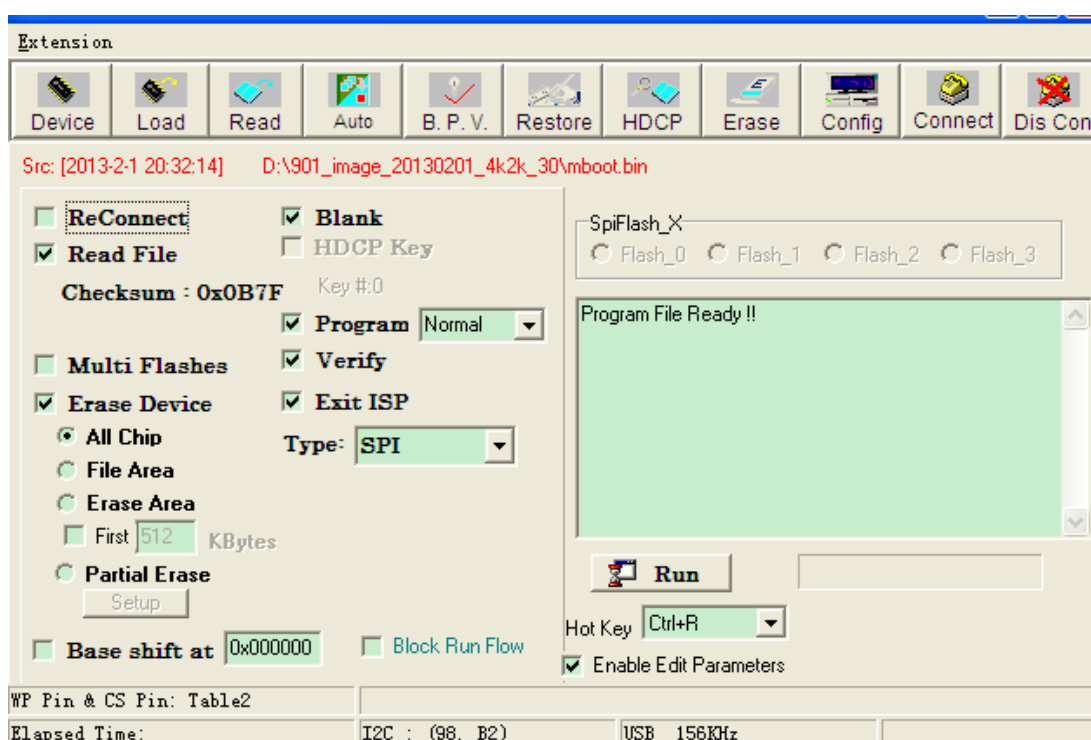 Extension
Device Load Read Auto B. P. V. Restore HDCP Erase Config Connect Dis Con
Src: [2013-2-1 20:32:14] D:\901_image_20130201_4k2k_30\mboot.bin
ReConnect
Read File
Checksum : 0x0B7F
Multi Flashes
Erase Device
All Chip
File Area
Erase Area
First 512 KBytes
Partial Erase
Setup
Base shift at 0x000000
Blank
HDCP Key
Key #:0
Program Normal
Verify
Exit ISP
Type: SPI
Block Run Flow
SpiFlash_X
Flash_0 Flash_1 Flash_2 Flash_3
Program File Ready !!
Run
Hot Key Ctrl+R
Enable Edit Parameters
WP Pin & CS Pin: Table2
Elapsed Time: I2C : (98, B2) USB 156KHz